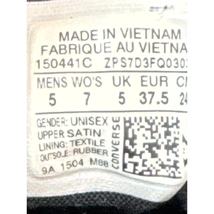 MADE IN VIETNAM
FABRIQUE AU VIETNA
150441C ZPS7D3FQ030
MENS WO'S UK EUR CM
5 7 5 37.5 24
GENDER: UNISEX
UPPER SATIN
LINING: TEXTILE
OUTSOLE: RUBBER
9A 1504 M88